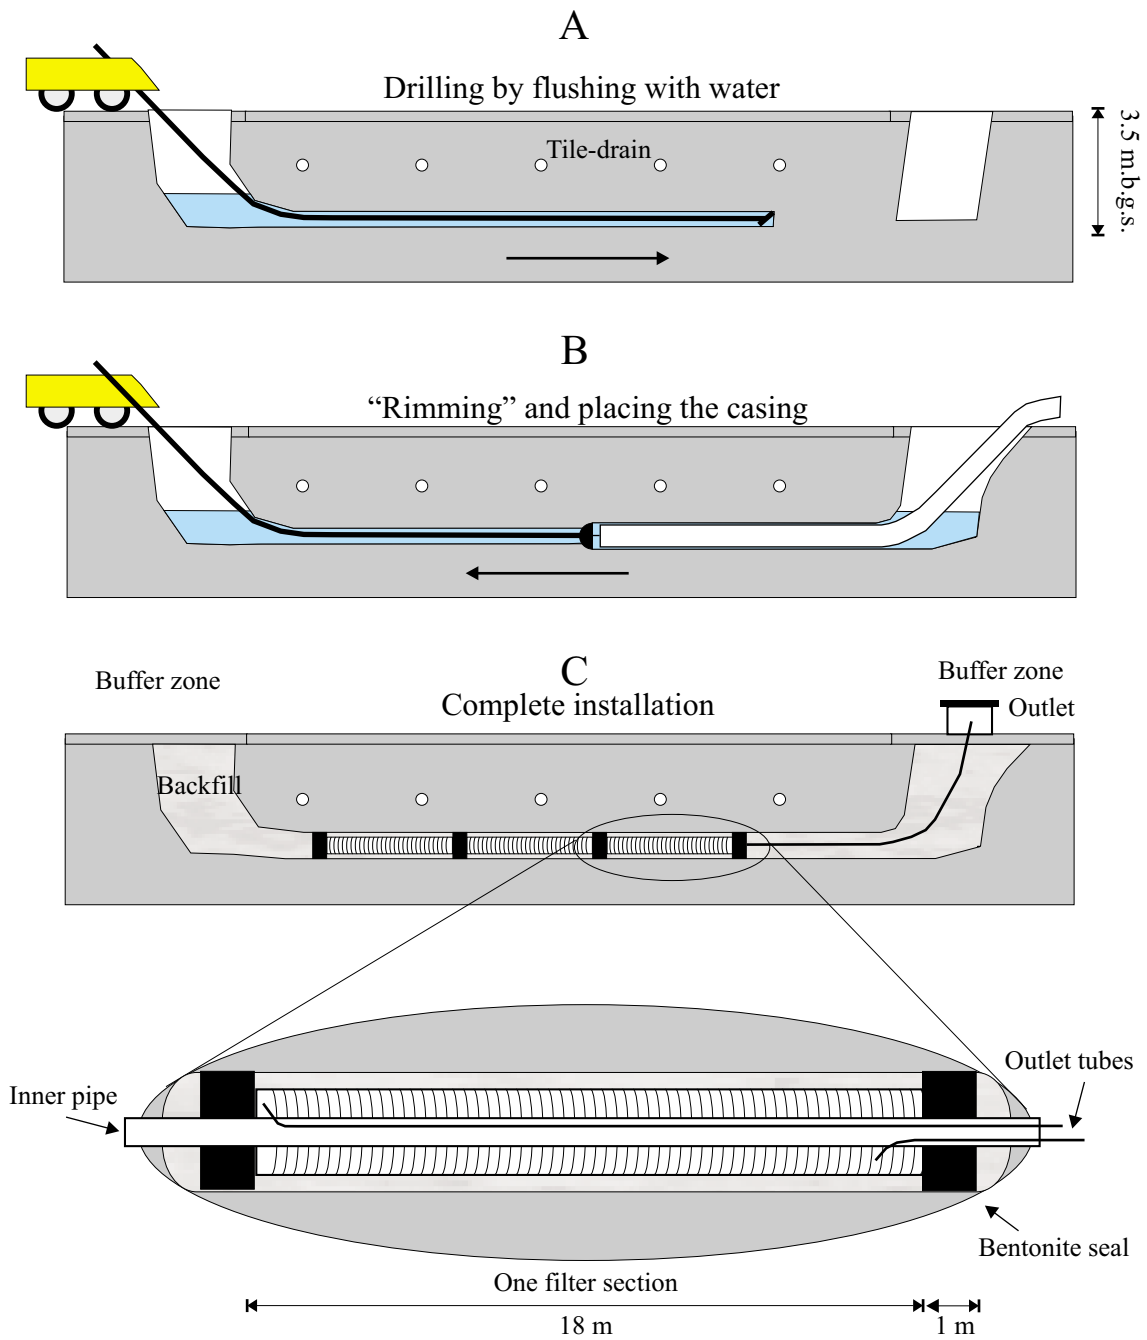 A
Drilling by flushing with water
Tile-drain
3.5 m.b.g.s.
B
“Rimming” and placing the casing
C
Buffer zone
Buffer zone
Complete installation
Outlet
Backfill
Outlet tubes
Inner pipe
Bentonite seal
One filter section
18 m
1 m